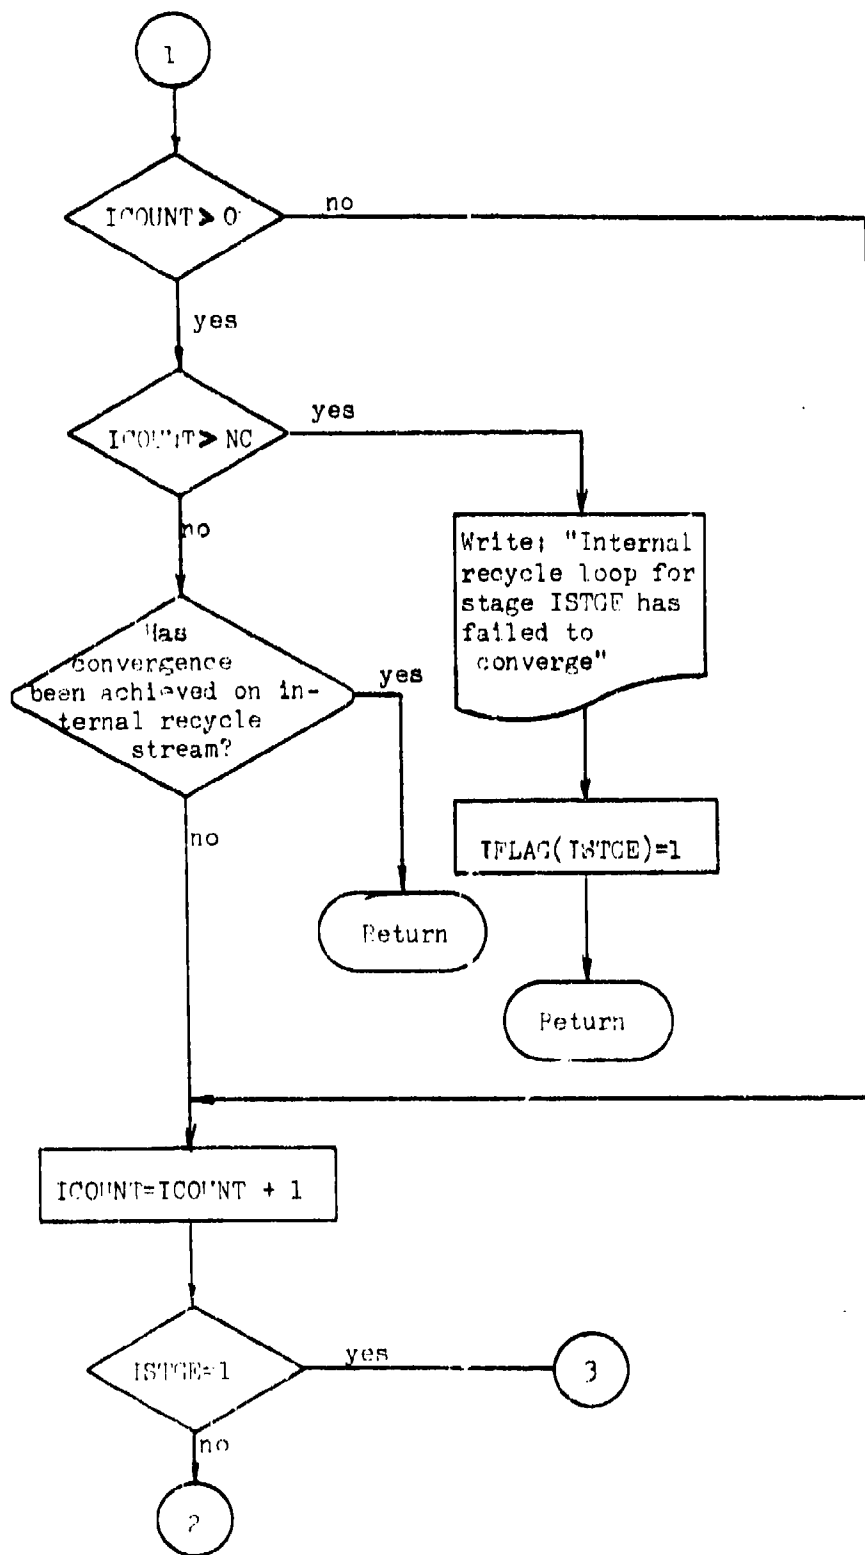 1
ICOUNT > 0
no
yes
ICOUNT > NC
yes
no
Write: "Internal
recycle loop for
stage ISTGE has
failed to
converge"
Has
convergence
been achieved on in-
ternal recycle
stream?
yes
no
IFLAG(ISTGE)=1
Return
Return
ICOUNT=ICOUNT + 1
ISTGE=1
yes
3
no
2